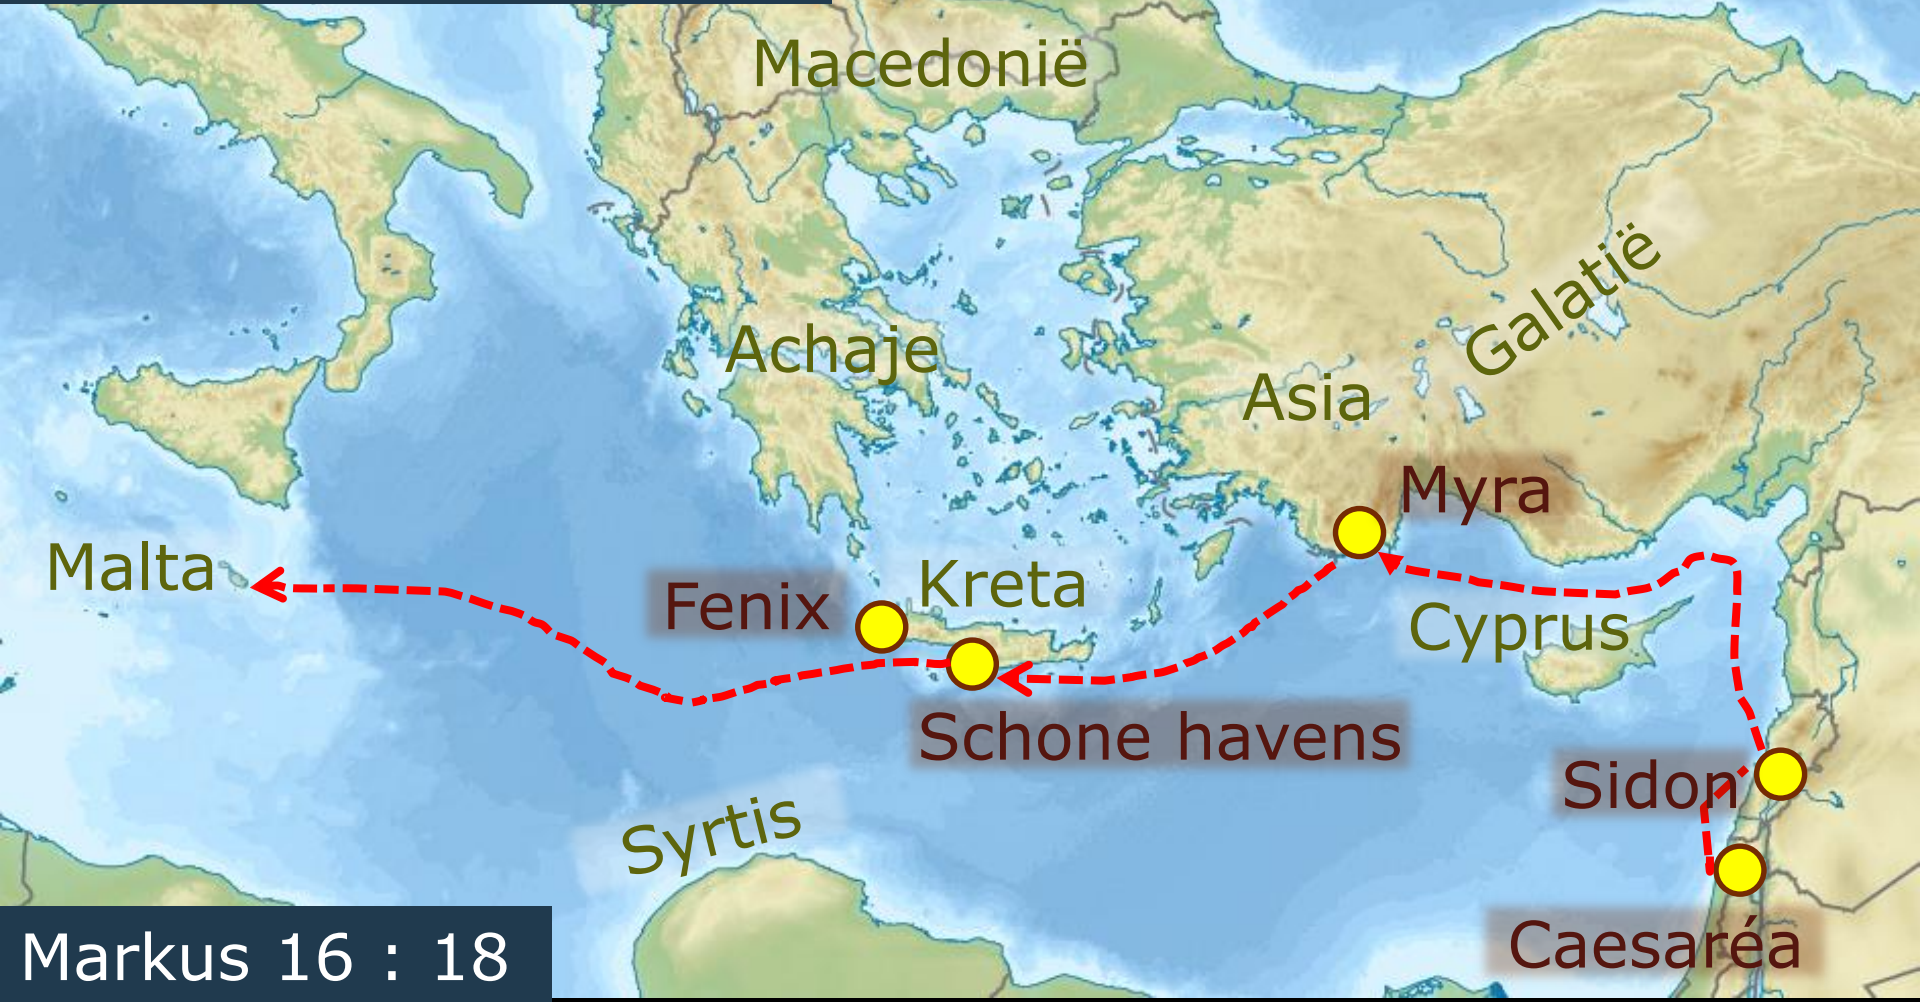 Macedonië
Galatië
Achaje
Asia
Myra
Malta
Kreta
Fenix
Cyprus
Schone havens
Sidon
Syrtis
Caesaréa
Markus 16 : 18